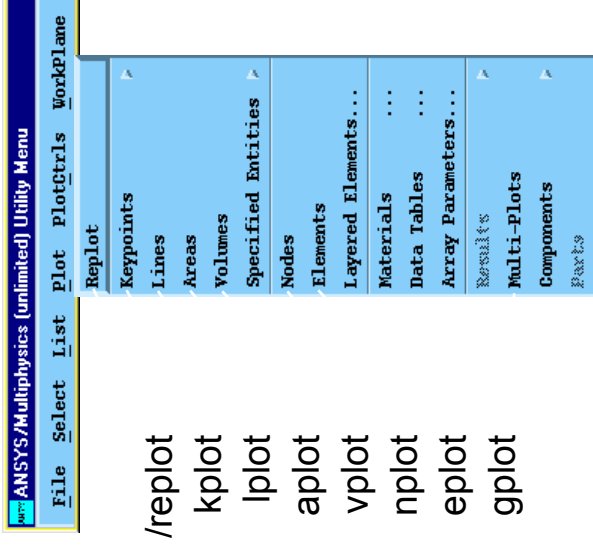 ANSYS/Multiphysics (unlimited) Utility Menu
File Select List Plot PlotCtrls WorkPlane
Replot
Keypoints
Lines
Areas
Volumes
Specified Entities
Nodes
Elements
Layered Elements...
Materials ...
Data Tables ...
Array Parameters...
Results
Multi-Plots
Components
Parts
/replot
kplot
lplot
aplot
vplot
nplot
eplot
gplot